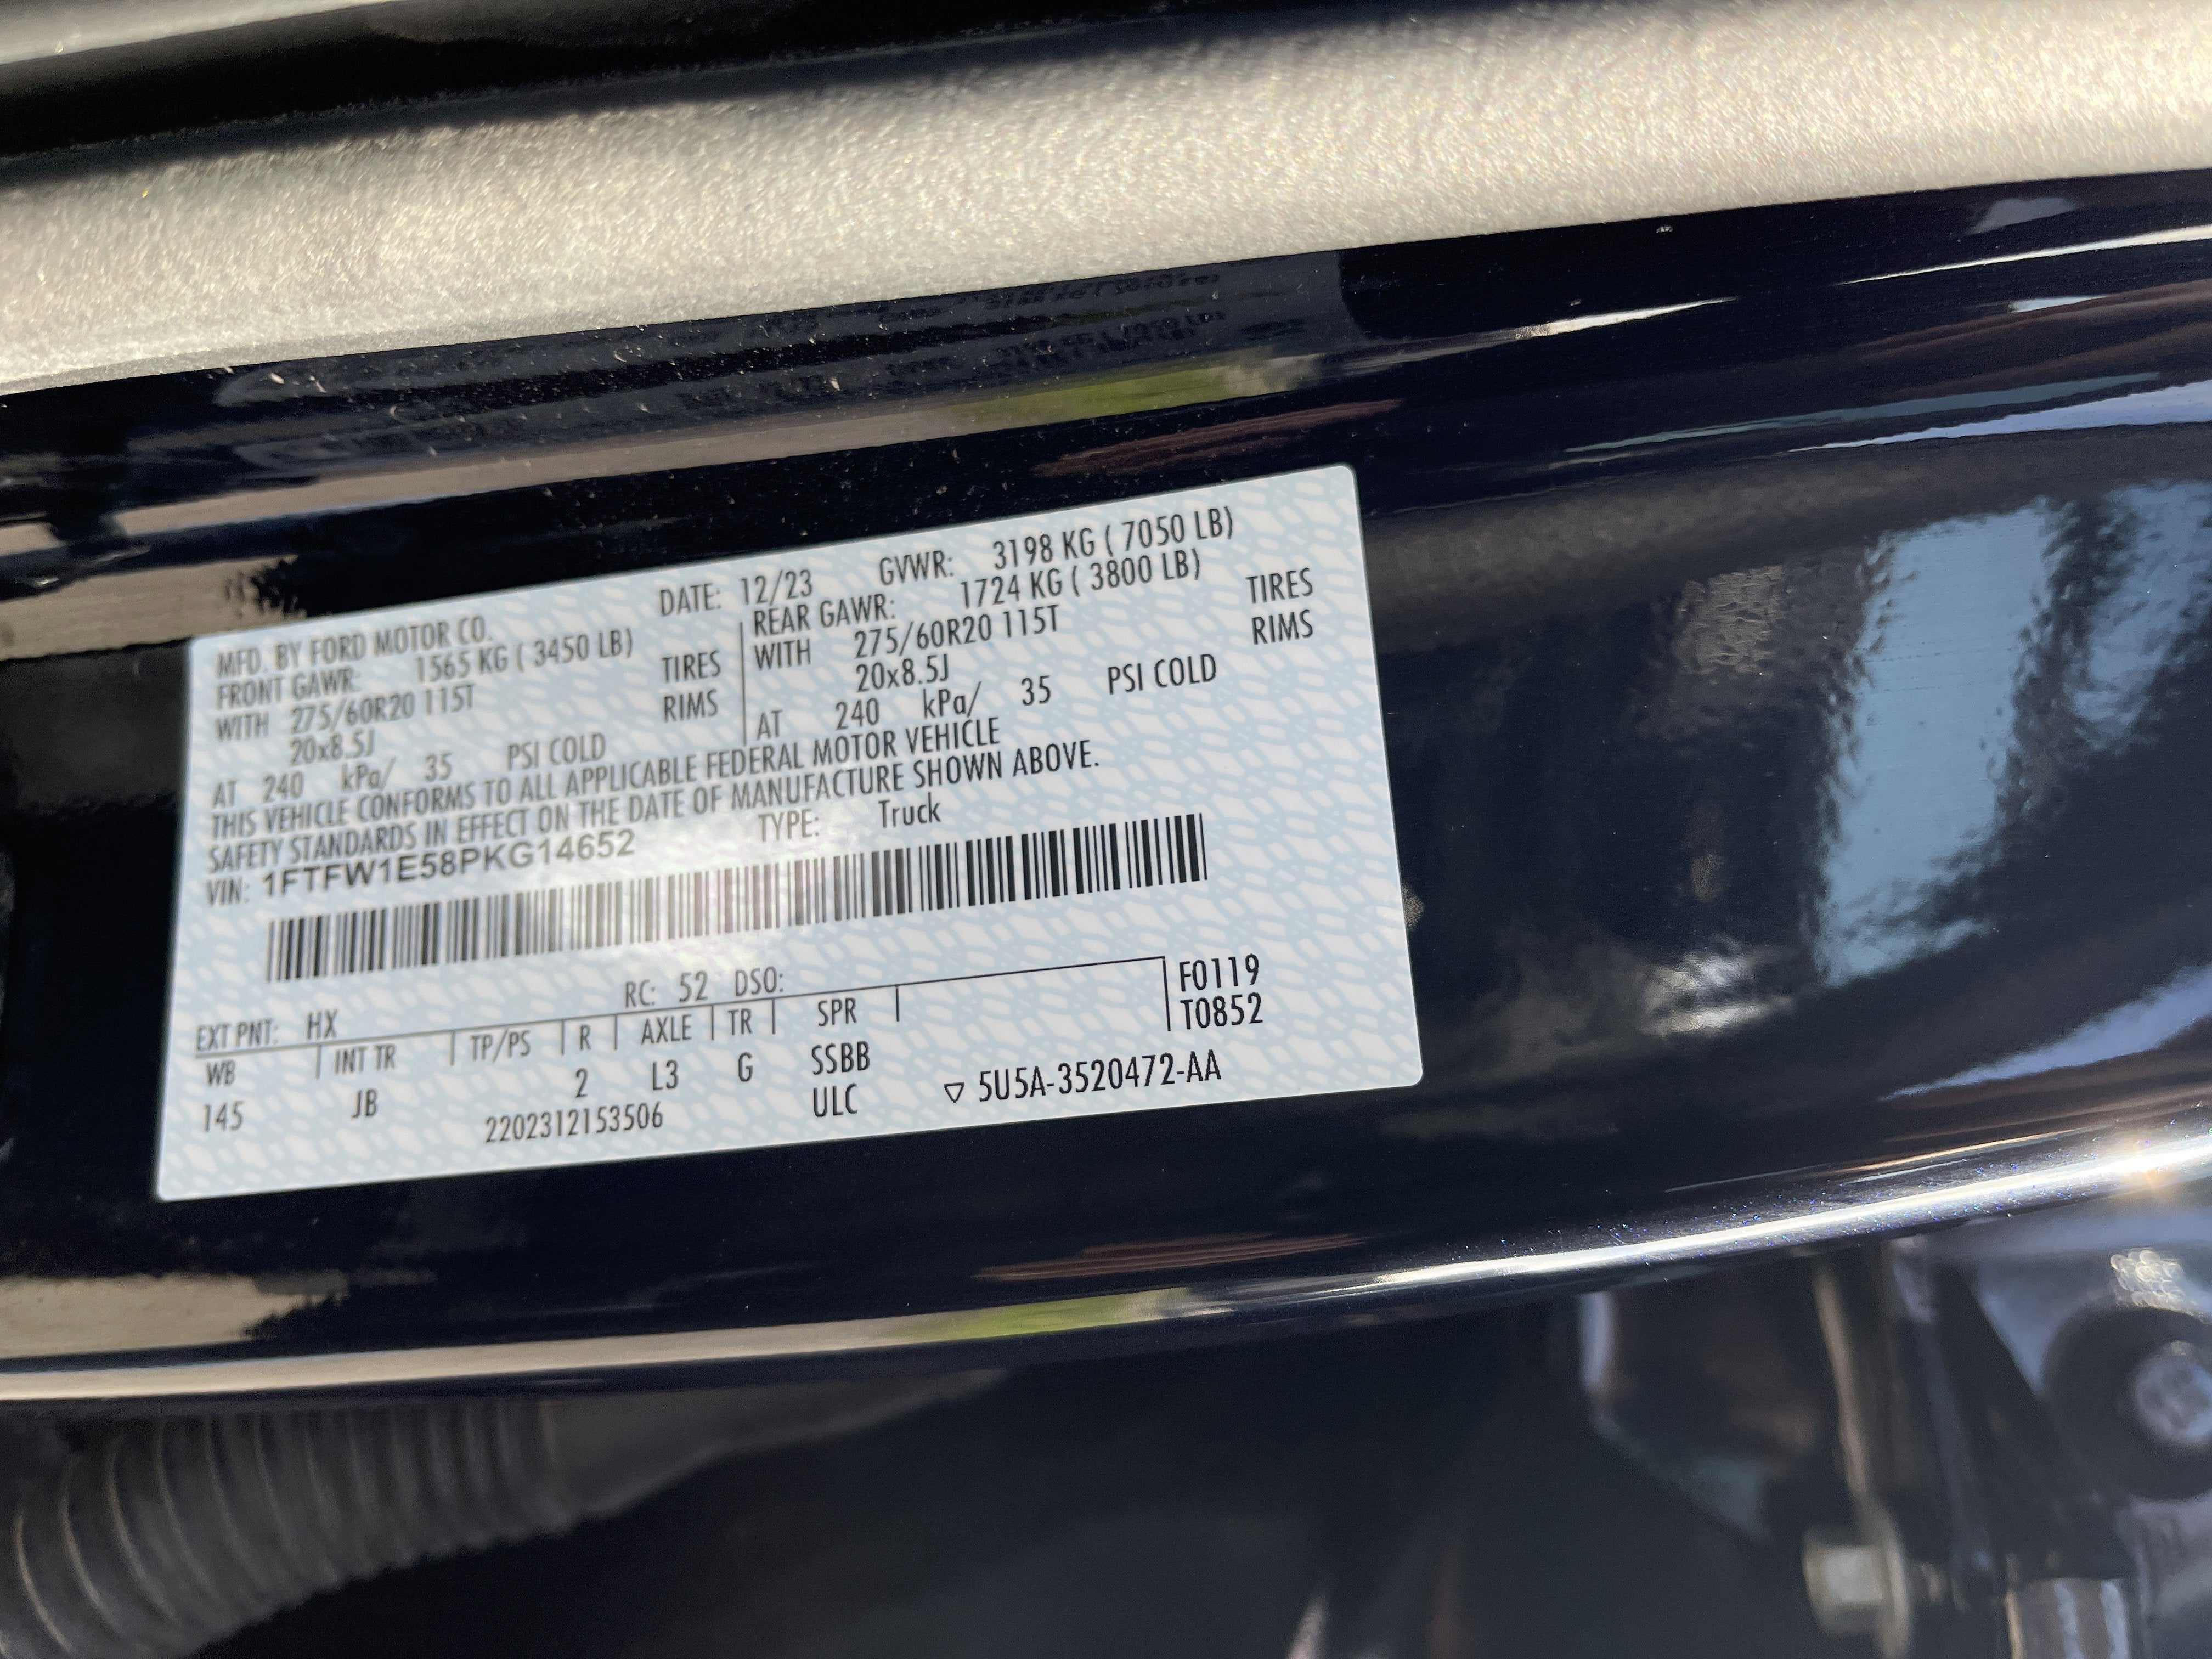 MFD. BY FORD MOTOR CO. DATE: 12/23 GVWR: 3198 KG ( 7050 LB)
FRONT GAWR: 1565 KG ( 3450 LB) REAR GAWR: 1724 KG ( 3800 LB)
WITH 275/60R20 115T TIRES WITH 275/60R20 115T TIRES
20x8.5J RIMS 20x8.5J RIMS
AT 240 kPa/ 35 PSI COLD AT 240 kPa/ 35 PSI COLD
THIS VEHICLE CONFORMS TO ALL APPLICABLE FEDERAL MOTOR VEHICLE
SAFETY STANDARDS IN EFFECT ON THE DATE OF MANUFACTURE SHOWN ABOVE.
VIN: 1FTFW1E58PKG14652 TYPE: Truck
EXT PNT: HX RC: 52 DSO: F0119
WB INT TR TP/PS R AXLE TR SPR T0852
145 JB 2 L3 G SSBB
2202312153506 ULC ▽ 5U5A-3520472-AA